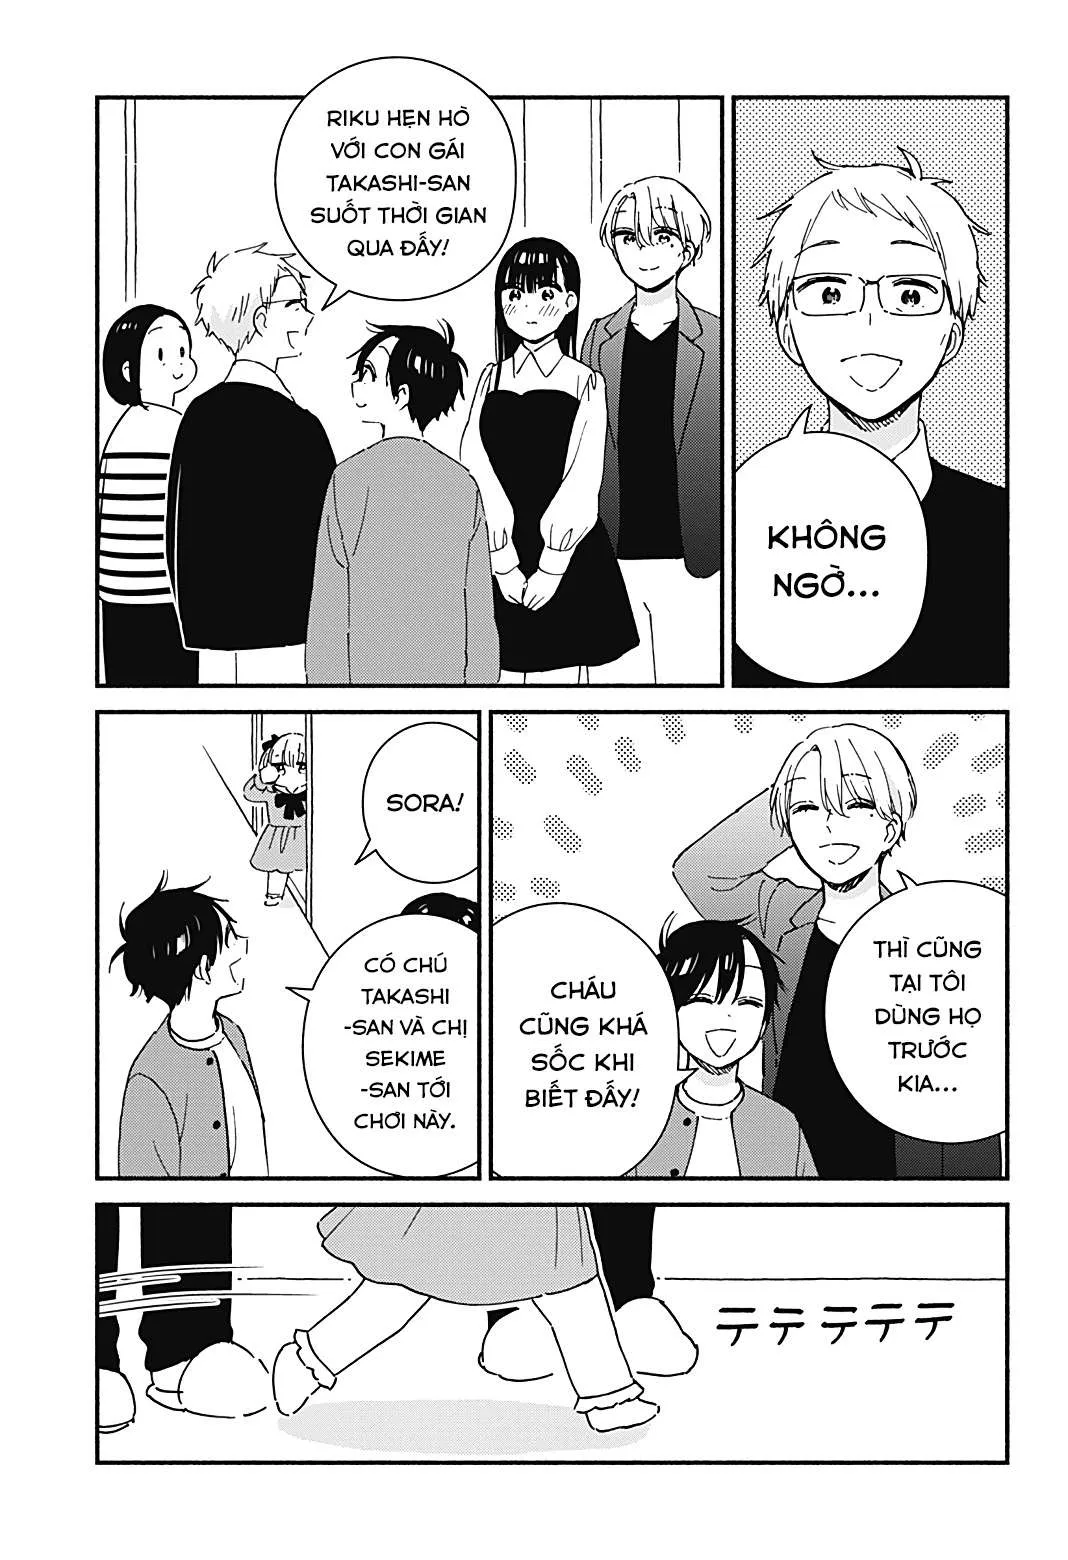 KHÔNG
NGỜ...
RIKU HẸN HÒ
VỚI CON GÁI
TAKASHI-SAN
SUỐT THỜI GIAN
QUA ĐẤY!
THÌ CŨNG
TẠI TÔI
DÙNG HỌ
TRƯỚC
KIA...
CHÁU
CŨNG KHÁ
SỐC KHI
BIẾT ĐẤY!
SORA!
CÓ CHÚ
TAKASHI
-SAN VÀ CHỊ
SEKIME
-SAN TỚI
CHƠI NÀY.
テテテテテ